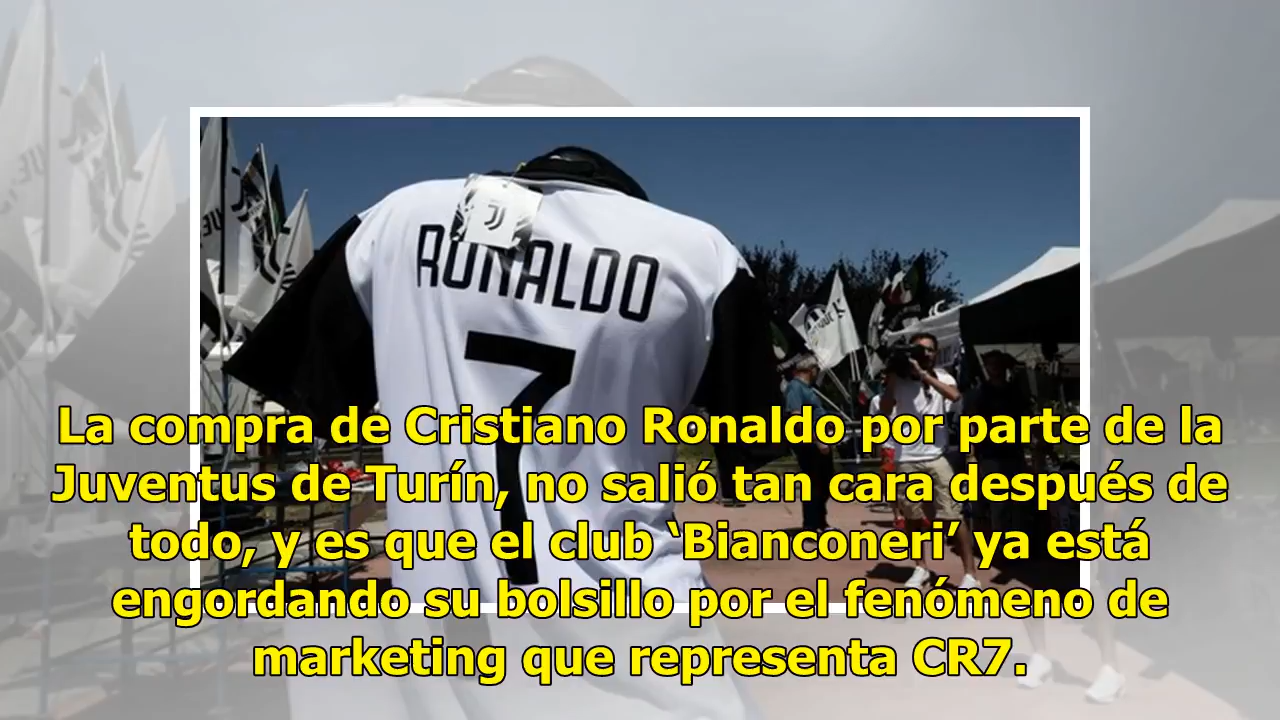 RONALDO
7
La compra de Cristiano Ronaldo por parte de la
Juventus de Turín, no salió tan cara después de
todo, y es que el club ‘Bianconeri’ ya está
engordando su bolsillo por el fenómeno de
marketing que representa CR7.